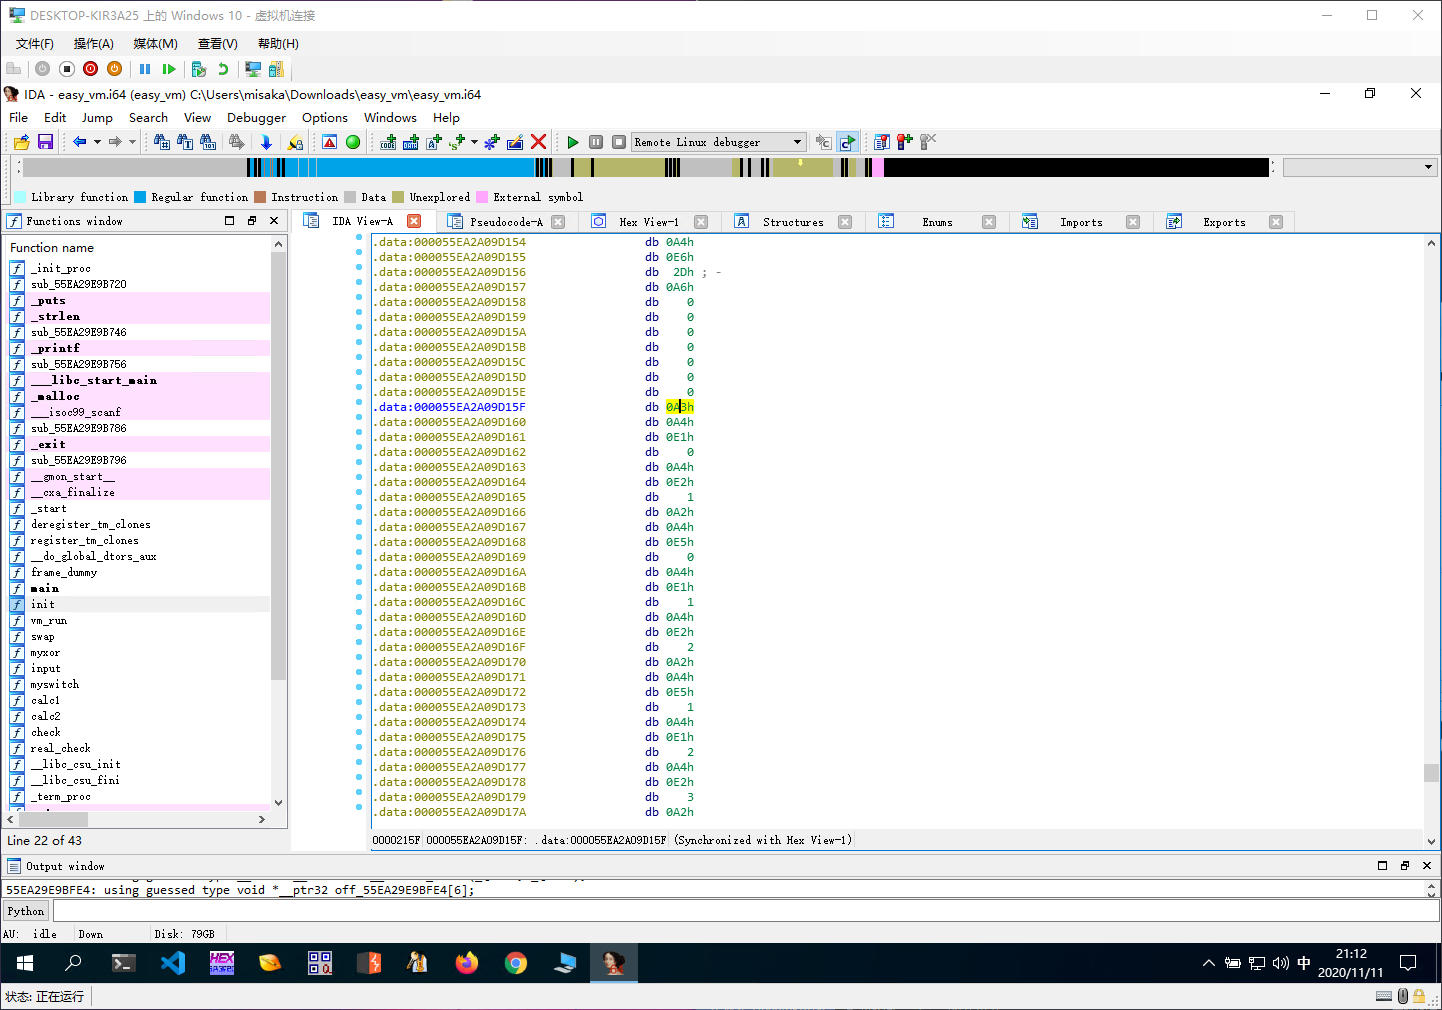 DESKTOP-KIR3A25 上的 Windows 10 - 虚拟机连接
文件(F) 操作(A) 媒体(M) 查看(V) 帮助(H)
IDA - easy_vm.i64 (easy_vm) C:\Users\misaka\Downloads\easy_vm\easy_vm.i64
File Edit Jump Search View Debugger Options Windows Help
Remote Linux debugger
Library function Regular function Instruction Data Unexplored External symbol
Functions window
IDA View-A Pseudocode-A Hex View-1 Structures Enums Imports Exports
Function name
_init_proc
sub_55EA29E9B720
_puts
_strlen
sub_55EA29E9B746
_printf
sub_55EA29E9B756
___libc_start_main
_malloc
___isoc99_scanf
sub_55EA29E9B786
_exit
sub_55EA29E9B796
__gmon_start__
__cxa_finalize
_start
deregister_tm_clones
register_tm_clones
__do_global_dtors_aux
frame_dummy
main
init
vm_run
swap
myxor
input
myswitch
calc1
calc2
check
real_check
__libc_csu_init
__libc_csu_fini
_term_proc
Line 22 of 43
.data:000055EA2A09D154 db 0A4h
.data:000055EA2A09D155 db 0E6h
.data:000055EA2A09D156 db 2Dh ; -
.data:000055EA2A09D157 db 0A6h
.data:000055EA2A09D158 db 0
.data:000055EA2A09D159 db 0
.data:000055EA2A09D15A db 0
.data:000055EA2A09D15B db 0
.data:000055EA2A09D15C db 0
.data:000055EA2A09D15D db 0
.data:000055EA2A09D15E db 0
.data:000055EA2A09D15F db 0A3h
.data:000055EA2A09D160 db 0A4h
.data:000055EA2A09D161 db 0E1h
.data:000055EA2A09D162 db 0
.data:000055EA2A09D163 db 0A4h
.data:000055EA2A09D164 db 0E2h
.data:000055EA2A09D165 db 1
.data:000055EA2A09D166 db 0A2h
.data:000055EA2A09D167 db 0A4h
.data:000055EA2A09D168 db 0E5h
.data:000055EA2A09D169 db 0
.data:000055EA2A09D16A db 0A4h
.data:000055EA2A09D16B db 0E1h
.data:000055EA2A09D16C db 1
.data:000055EA2A09D16D db 0A4h
.data:000055EA2A09D16E db 0E2h
.data:000055EA2A09D16F db 2
.data:000055EA2A09D170 db 0A2h
.data:000055EA2A09D171 db 0A4h
.data:000055EA2A09D172 db 0E5h
.data:000055EA2A09D173 db 1
.data:000055EA2A09D174 db 0A4h
.data:000055EA2A09D175 db 0E1h
.data:000055EA2A09D176 db 2
.data:000055EA2A09D177 db 0A4h
.data:000055EA2A09D178 db 0E2h
.data:000055EA2A09D179 db 3
.data:000055EA2A09D17A db 0A2h
0000215F 000055EA2A09D15F: .data:000055EA2A09D15F (Synchronized with Hex View-1)
Output window
55EA29E9BFE4: using guessed type void *__ptr32 off_55EA29E9BFE4[6];
Python
AU: idle Down Disk: 79GB
HEX
中
21:12
2020/11/11
状态: 正在运行